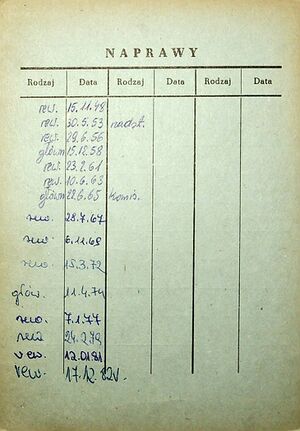 NAPRAWY
Rodzaj Data Rodzaj Data Rodzaj Data
rew. 15.11.48
rew. 30.5.53 nadzt.
rew. 29.6.56
główn 15.12.58
rew. 23.2.61
rew. 10.6.63
główn 22.6.65 komis.
rew. 28.7.67
rew. 6.11.69
rew. 15.3.72
głów. 11.4.74
rew. 7.1.77
rew 24.2.79
rew. 12.01.81
rew. 17.12.82r.